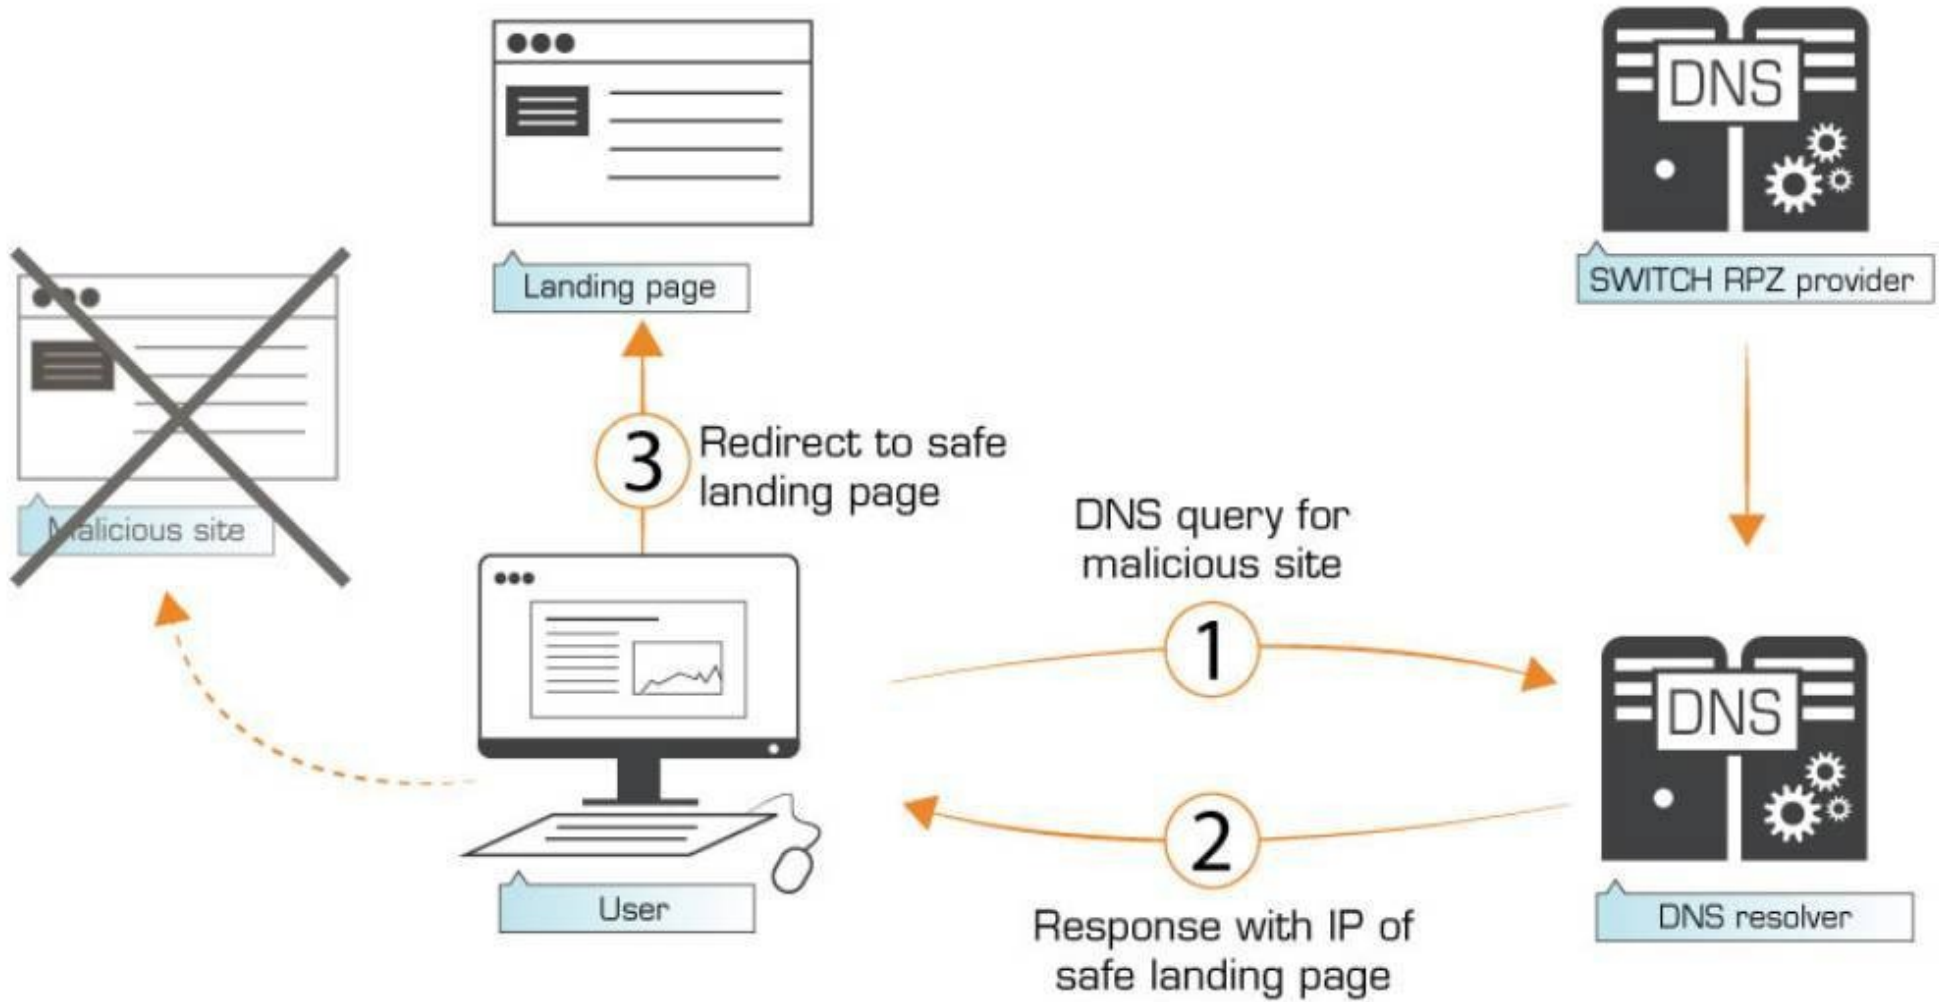 DNS
Landing page
SWITCH RPZ provider
Malicious site
3
Redirect to safe
landing page
DNS query for
malicious site
1
DNS
2
User
DNS resolver
Response with IP of
safe landing page